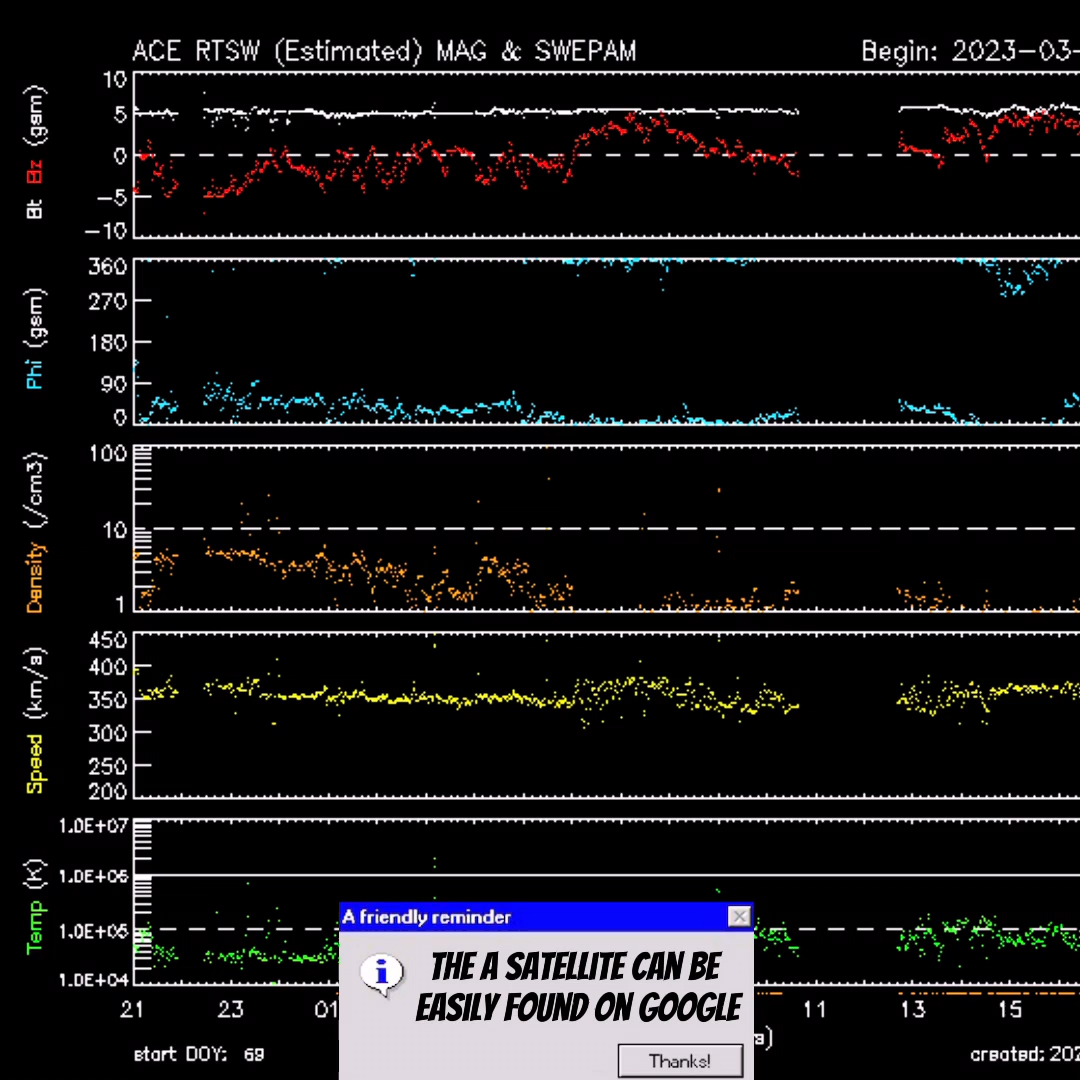 ACE RTSW (Estimated) MAG & SWEPAM
Begin: 2023-03-
10
5
0
-5
-10
Bt Bz (gsm)
360
270
180
90
0
Phi (gsm)
100
10
1
Density (/cm3)
450
400
350
300
250
200
Speed (km/s)
1.0E+07
1.0E+06
1.0E+05
1.0E+04
Temp (K)
21 23 01 11 13 15
start DOY: 69
s)
created: 202
A friendly reminder
THE A SATELLITE CAN BE
EASILY FOUND ON GOOGLE
Thanks!